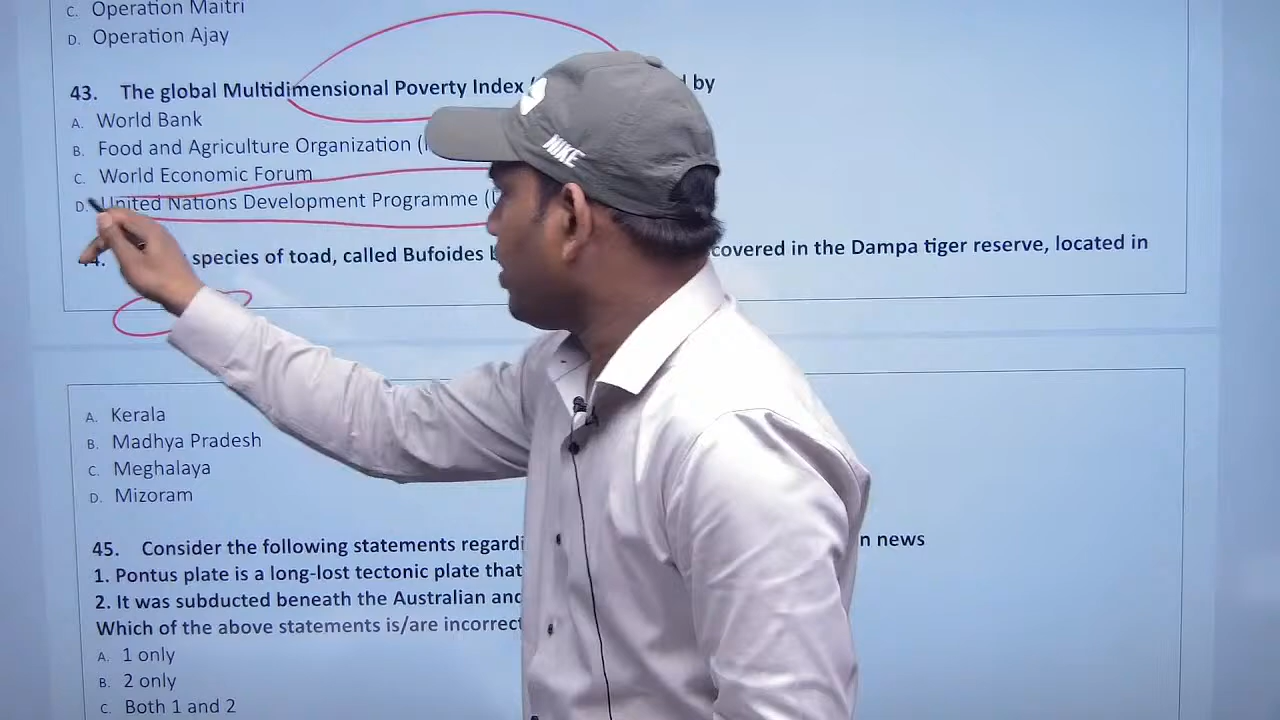 C. Operation Maitri
D. Operation Ajay
43. The global Multidimensional Poverty Index by
A. World Bank
B. Food and Agriculture Organization (
C. World Economic Forum
D. United Nations Development Programme (
44. species of toad, called Bufoides covered in the Dampa tiger reserve, located in
A. Kerala
B. Madhya Pradesh
C. Meghalaya
D. Mizoram
45. Consider the following statements regardi n news
1. Pontus plate is a long-lost tectonic plate that
2. It was subducted beneath the Australian and
Which of the above statements is/are incorrect
A. 1 only
B. 2 only
C. Both 1 and 2
NIKE